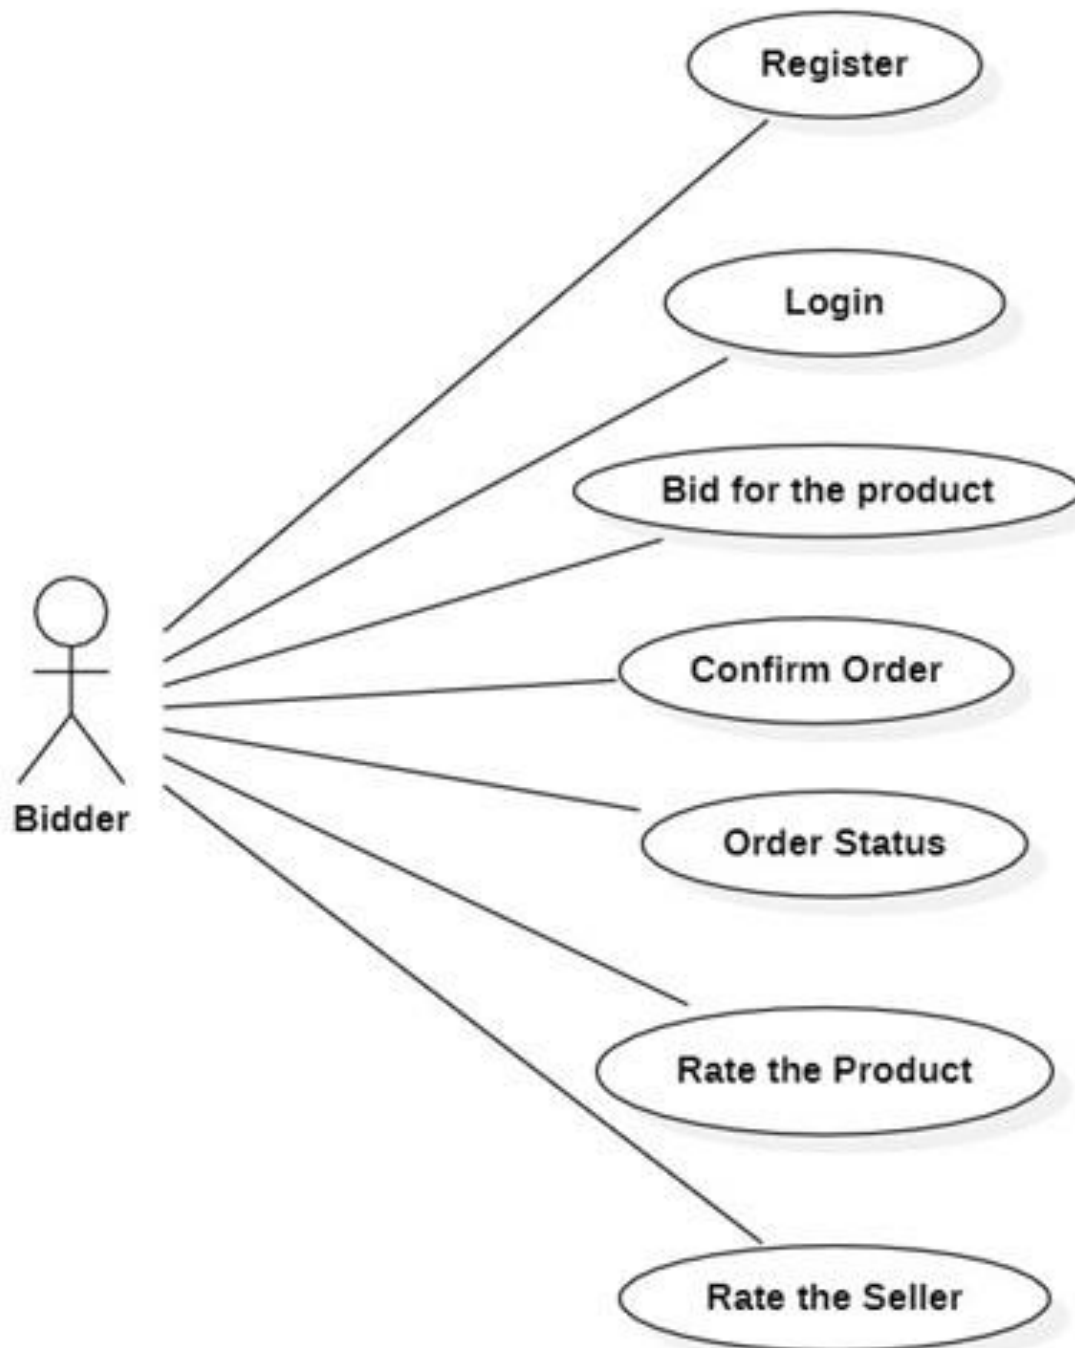 Register
Login
Bid for the product
Confirm Order
Bidder
Order Status
Rate the Product
Rate the Seller